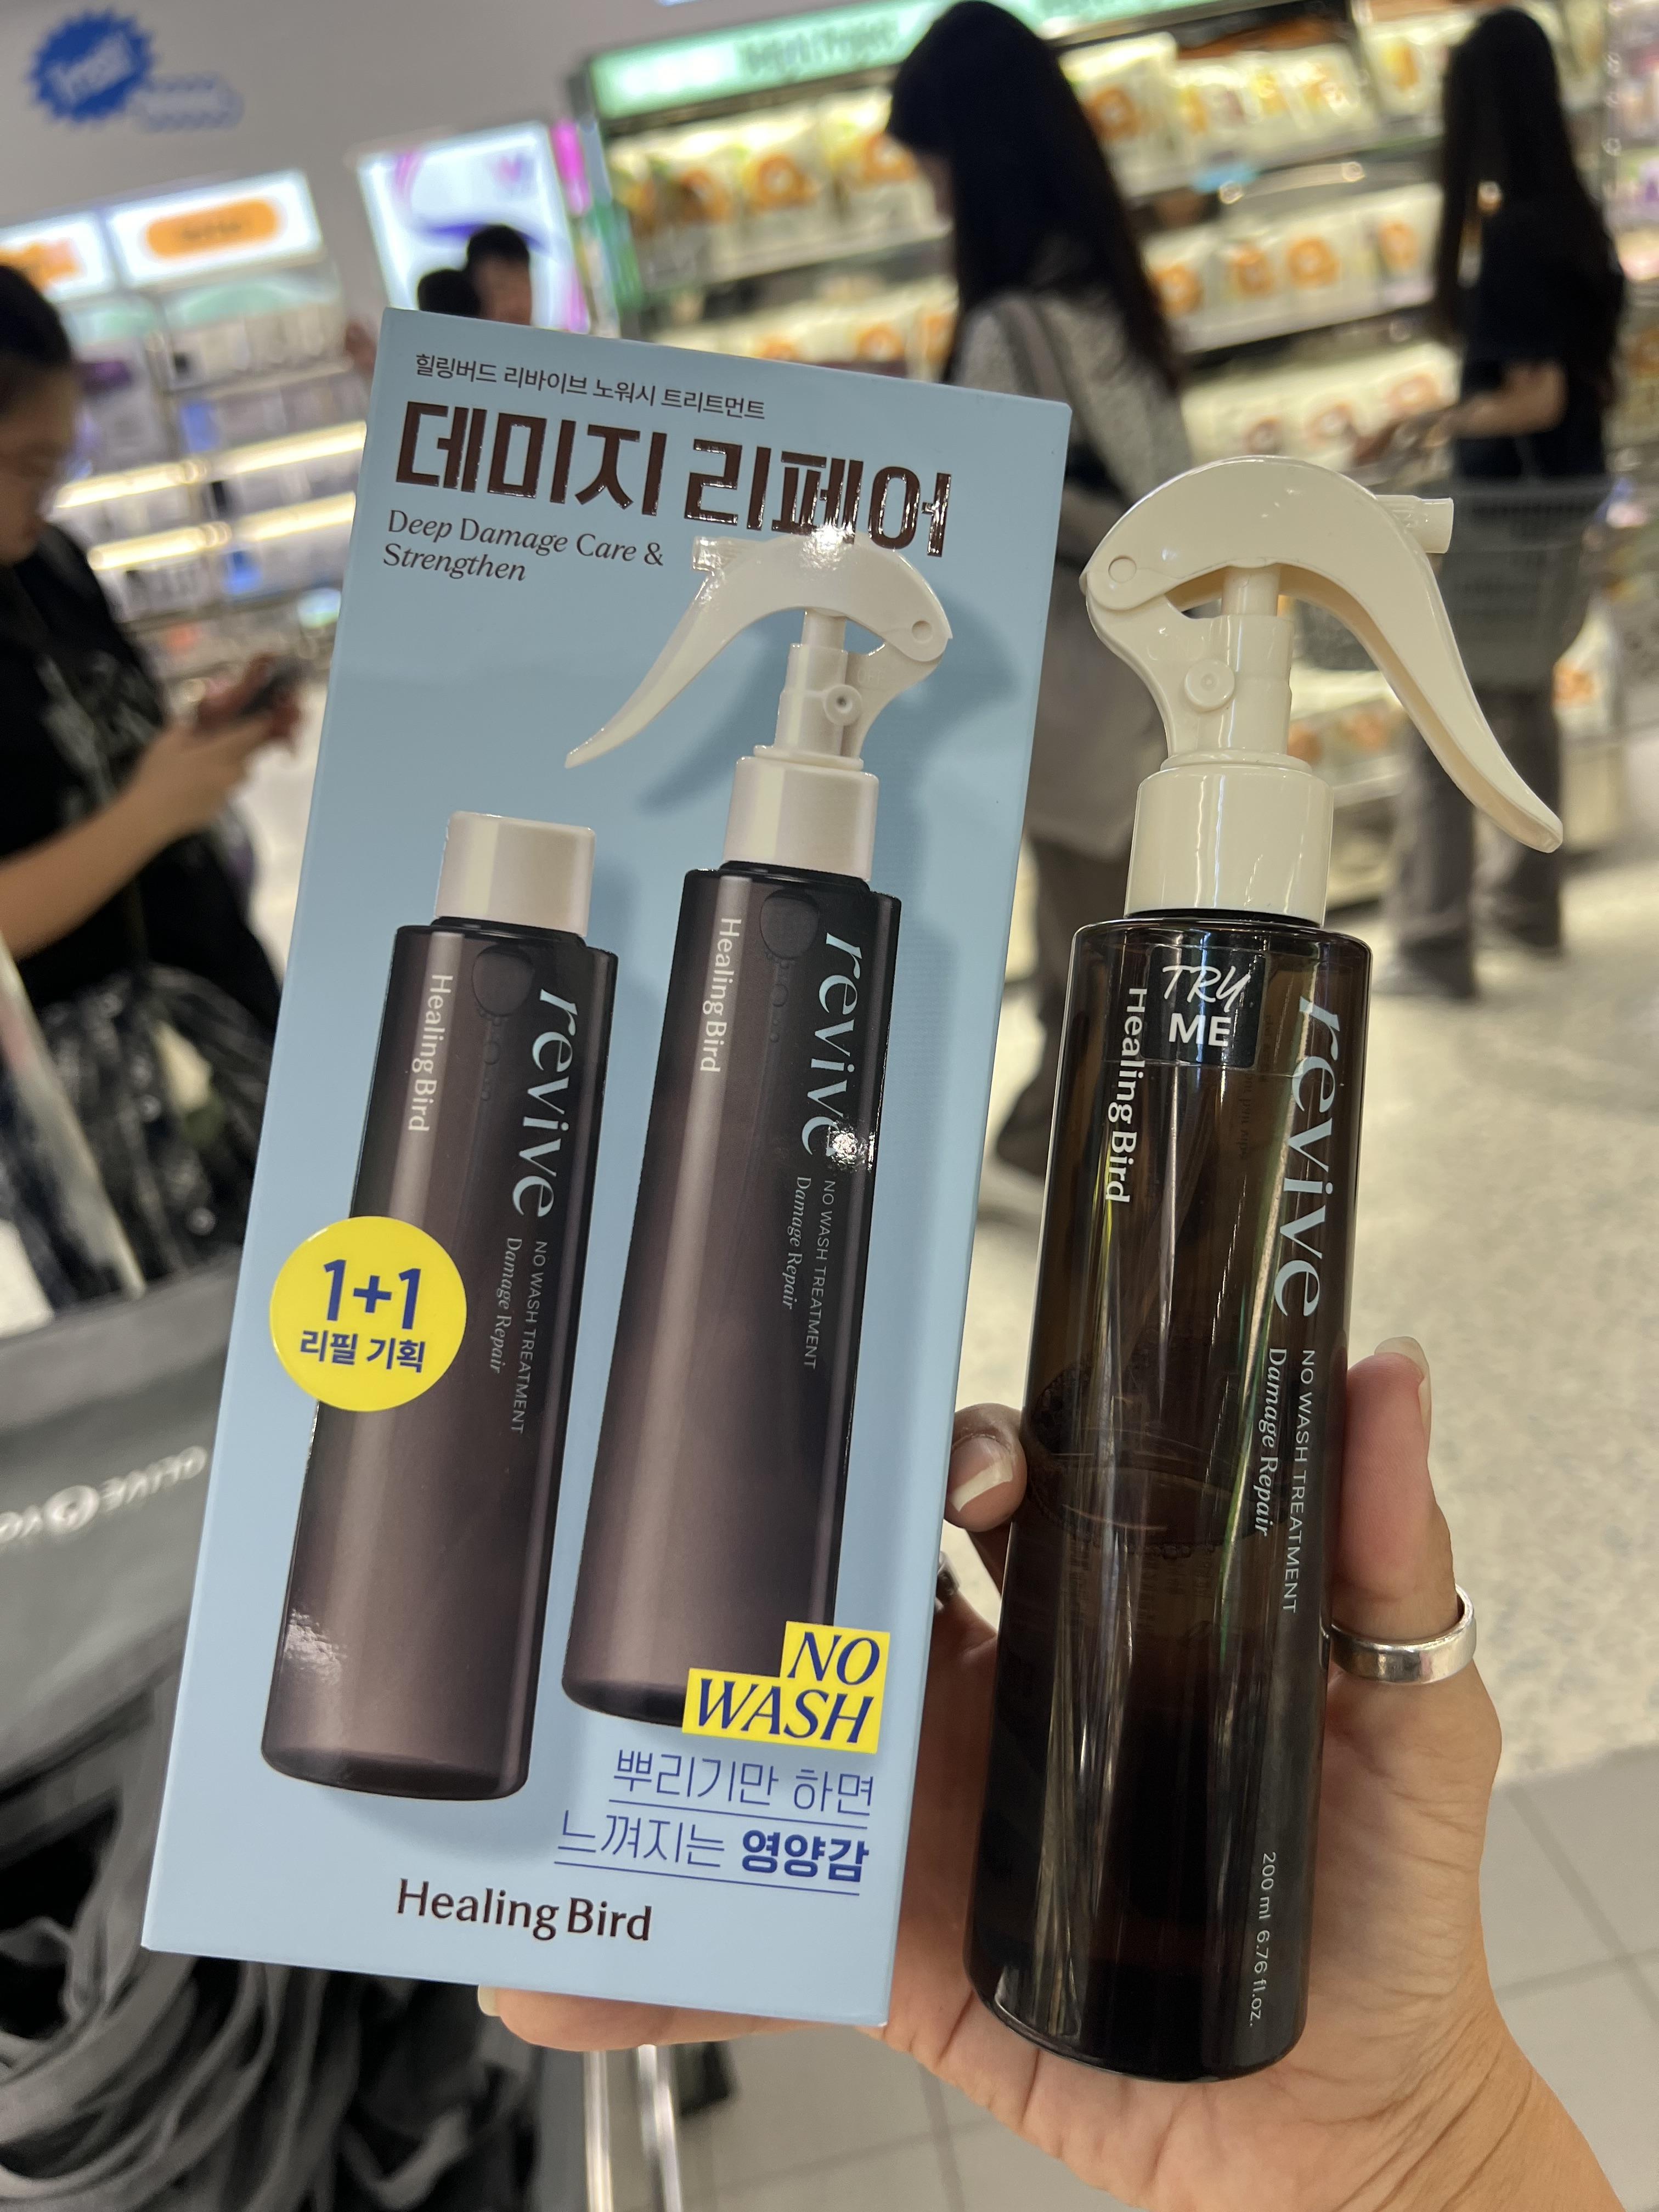 힐링버드 리바이브 노워시 트리트먼트
데미지 리페어
Deep Damage Care &
Strengthen
revive
Healing Bird
NO WASH TREATMENT
Damage Repair
revive
Healing Bird
NO WASH TREATMENT
Damage Repair
1+1
리필 기획
NO
WASH
뿌리기만 하면
느껴지는 영양감
Healing Bird
TRY
ME
revive
Healing Bird
NO WASH TREATMENT
Damage Repair
200 ml 6.76 fl.oz.
OLIVE YO